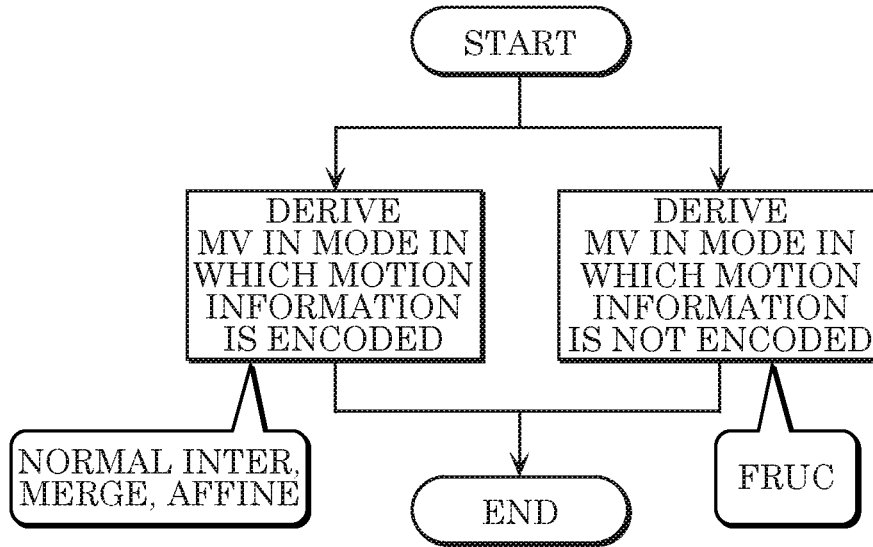 START
DERIVE
MV IN MODE IN
WHICH MOTION
INFORMATION
IS ENCODED
DERIVE
MV IN MODE IN
WHICH MOTION
INFORMATION
IS NOT ENCODED
NORMAL INTER,
MERGE, AFFINE
FRUC
END